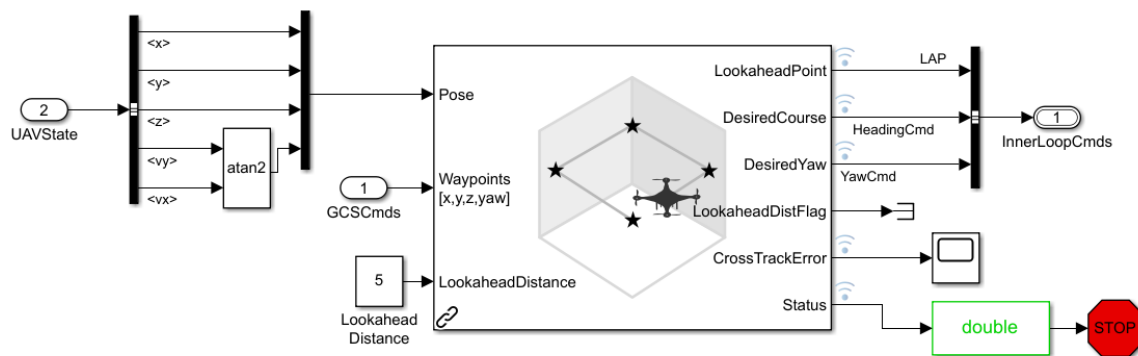 <x>
<y>
<z>
<vy>
<vx>
2
UAVState
atan2
1
GCSCmds
5
Lookahead
Distance
Pose
Waypoints
[x,y,z,yaw]
LookaheadDistance
LookaheadPoint
DesiredCourse
DesiredYaw
LookaheadDistFlag
CrossTrackError
Status
LAP
HeadingCmd
YawCmd
1
InnerLoopCmds
double
STOP